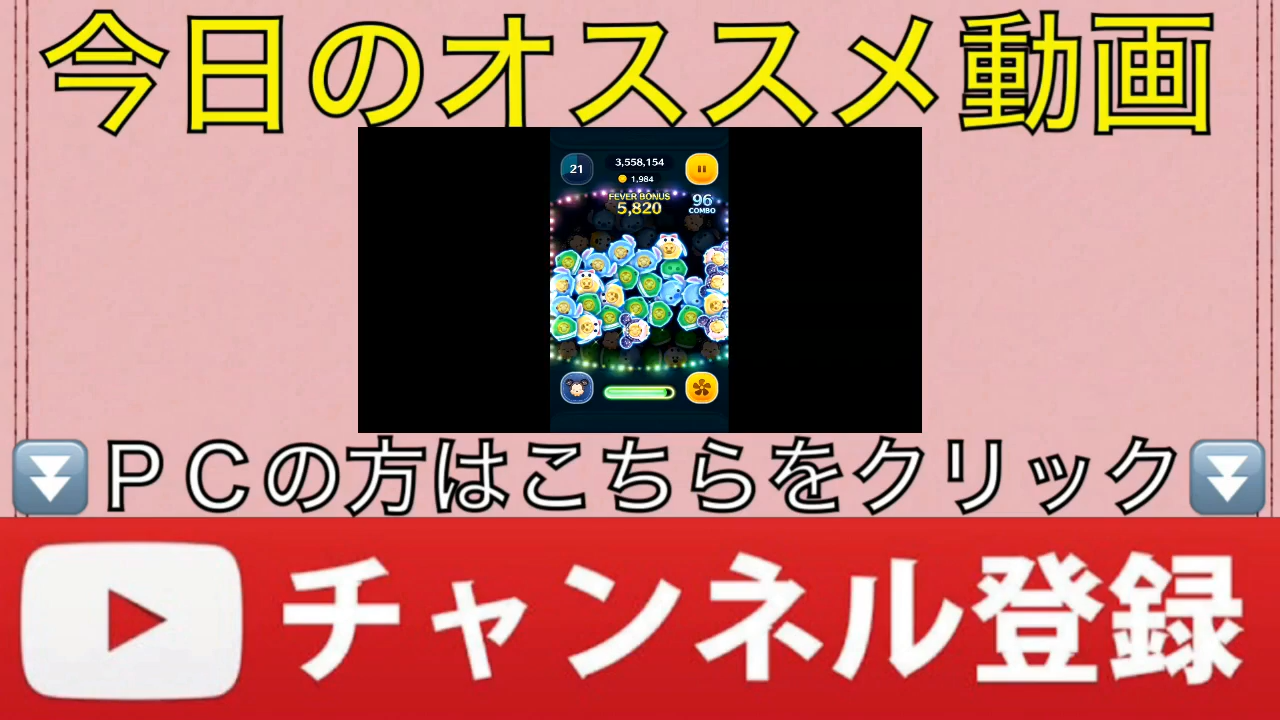 今日のオススメ動画
21
3,558,154
1,984
FEVER BONUS
5,820
96
COMBO
PCの方はこちらをクリック
チャンネル登録